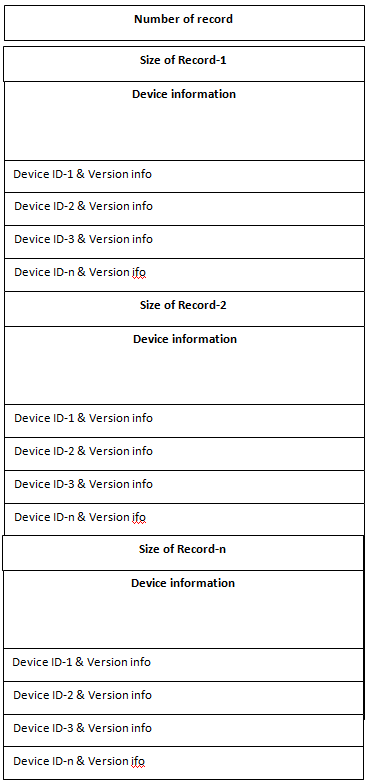 Number of record
Size of Record-1
Device information
Device ID-1 & Version info
Device ID-2 & Version info
Device ID-3 & Version info
Device ID-n & Version ifo
Size of Record-2
Device information
Device ID-1 & Version info
Device ID-2 & Version info
Device ID-3 & Version info
Device ID-n & Version ifo
Size of Record-n
Device information
Device ID-1 & Version info
Device ID-2 & Version info
Device ID-3 & Version info
Device ID-n & Version ifo